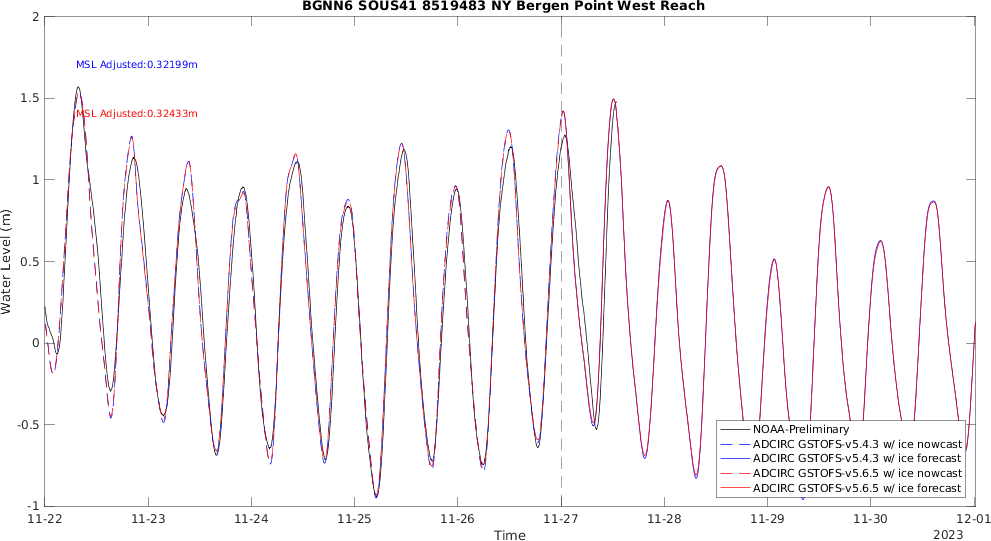 BGNN6 SOUS41 8519483 NY Bergen Point West Reach
2
MSL Adjusted:0.32199m
1.5
MSL Adjusted:0.32433m
1
0.5
0
-0.5
-1
Water Level (m)
NOAA-Preliminary
ADCIRC GSTOFS-v5.4.3 w/ ice nowcast
ADCIRC GSTOFS-v5.4.3 w/ ice forecast
ADCIRC GSTOFS-v5.6.5 w/ ice nowcast
ADCIRC GSTOFS-v5.6.5 w/ ice forecast
11-22 11-23 11-24 11-25 11-26 11-27 11-28 11-29 11-30 12-01
Time
2023